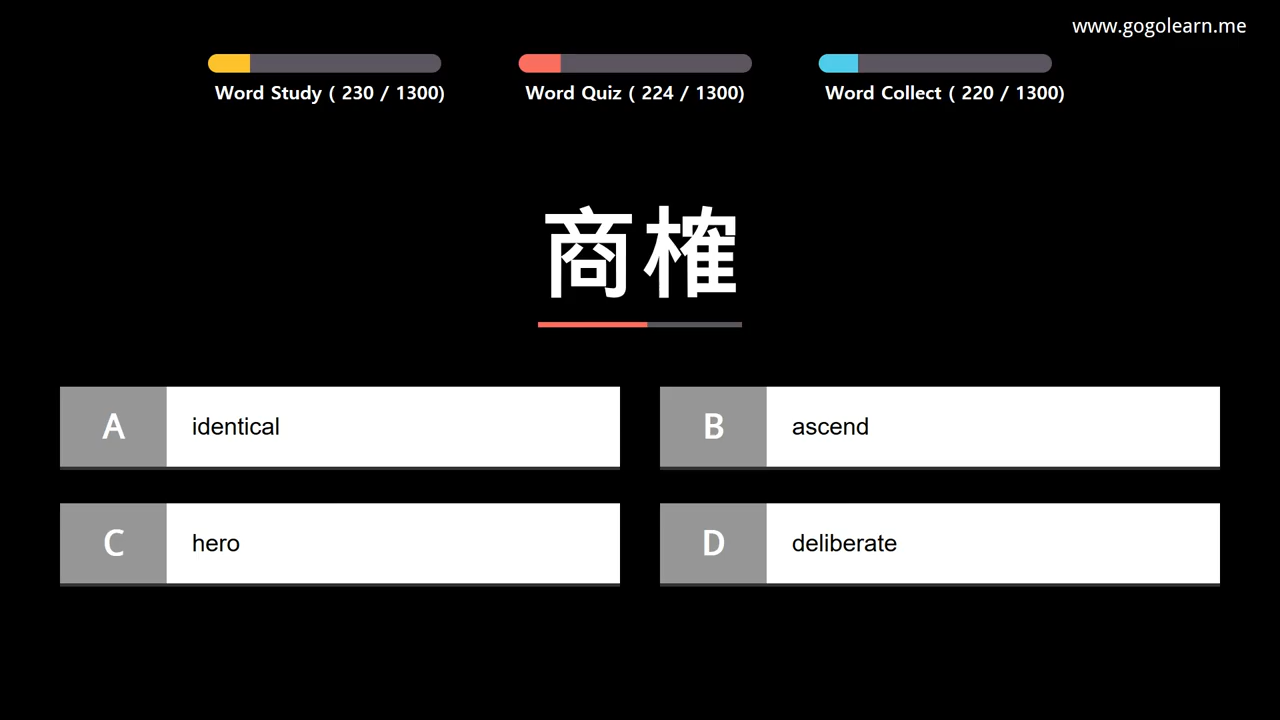 www.gogolearn.me
Word Study ( 230 / 1300)
Word Quiz ( 224 / 1300)
Word Collect ( 220 / 1300)
商榷
A identical
B ascend
C hero
D deliberate